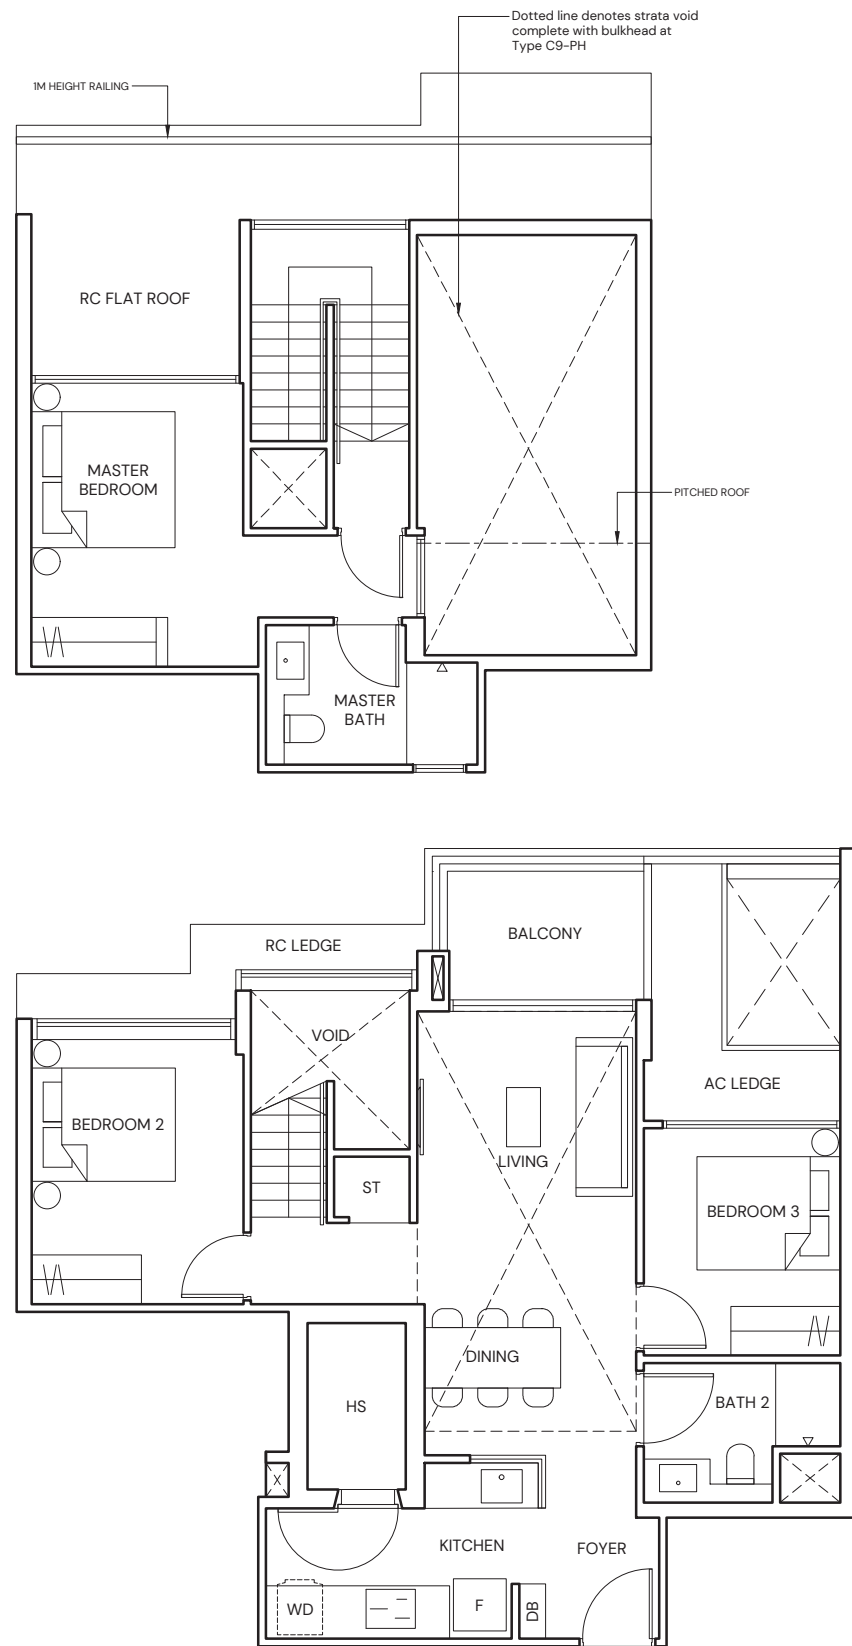 Dotted line denotes strata void
complete with bulkhead at
Type C9-PH
1M HEIGHT RAILING
RC FLAT ROOF
MASTER
BEDROOM
PITCHED ROOF
MASTER
BATH
BALCONY
RC LEDGE
VOID
AC LEDGE
BEDROOM 2
LIVING
ST
BEDROOM 3
DINING
BATH 2
HS
KITCHEN
FOYER
WD
F
DB